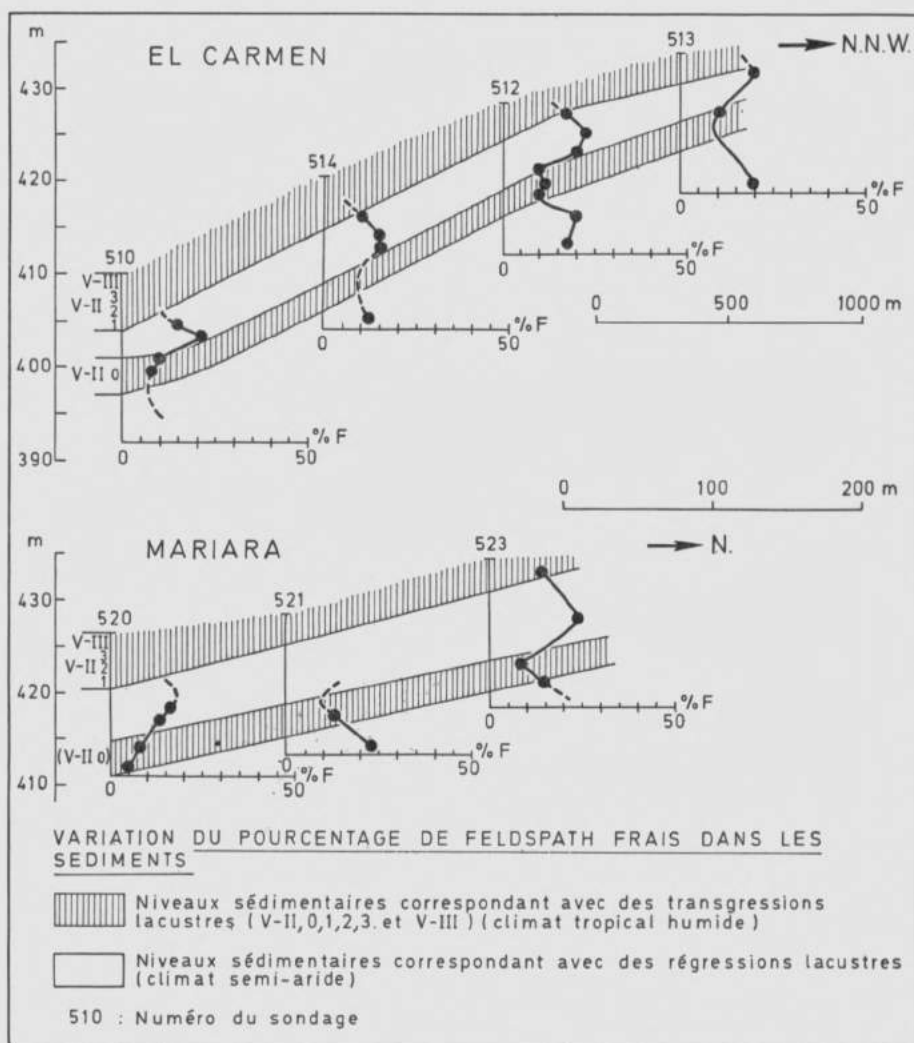 m
EL CARMEN
513
N.N.W.
430
512
514
420
% F
0 50
510
410
V-III
3
V-II 2
1
% F
0 50
0 500 1000 m
% F
0 50
400
V-II 0
% F
0 50
390
0 100 200 m
m
MARIARA
523
N.
521
430
520
V-III
3
V-II 2
1
420
% F
0 50
(V-II 0)
% F
0 50
410
% F
0 50
VARIATION DU POURCENTAGE DE FELDSPATH FRAIS DANS LES
SEDIMENTS
Niveaux sédimentaires correspondant avec des transgressions
lacustres (V-II,0,1,2,3. et V-III) (climat tropical humide)
Niveaux sédimentaires correspondant avec des régressions lacustres
(climat semi-aride)
510 : Numéro du sondage